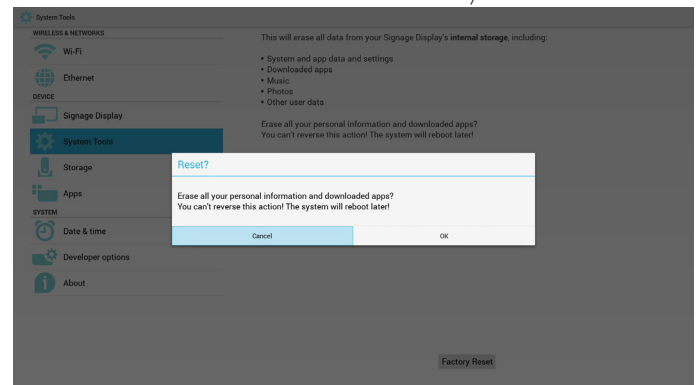 System Tools
WIRELESS & NETWORKS
Wi-Fi
Ethernet
DEVICE
Signage Display
System Tools
Storage
Apps
SYSTEM
Date & time
Developer options
About
This will erase all data from your Signage Display's internal storage, including:
• System and app data and settings
• Downloaded apps
• Music
• Photos
• Other user data
Erase all your personal information and downloaded apps?
You can't reverse this action! The system will reboot later!
Reset?
Erase all your personal information and downloaded apps?
You can't reverse this action! The system will reboot later!
Cancel
OK
Factory Reset